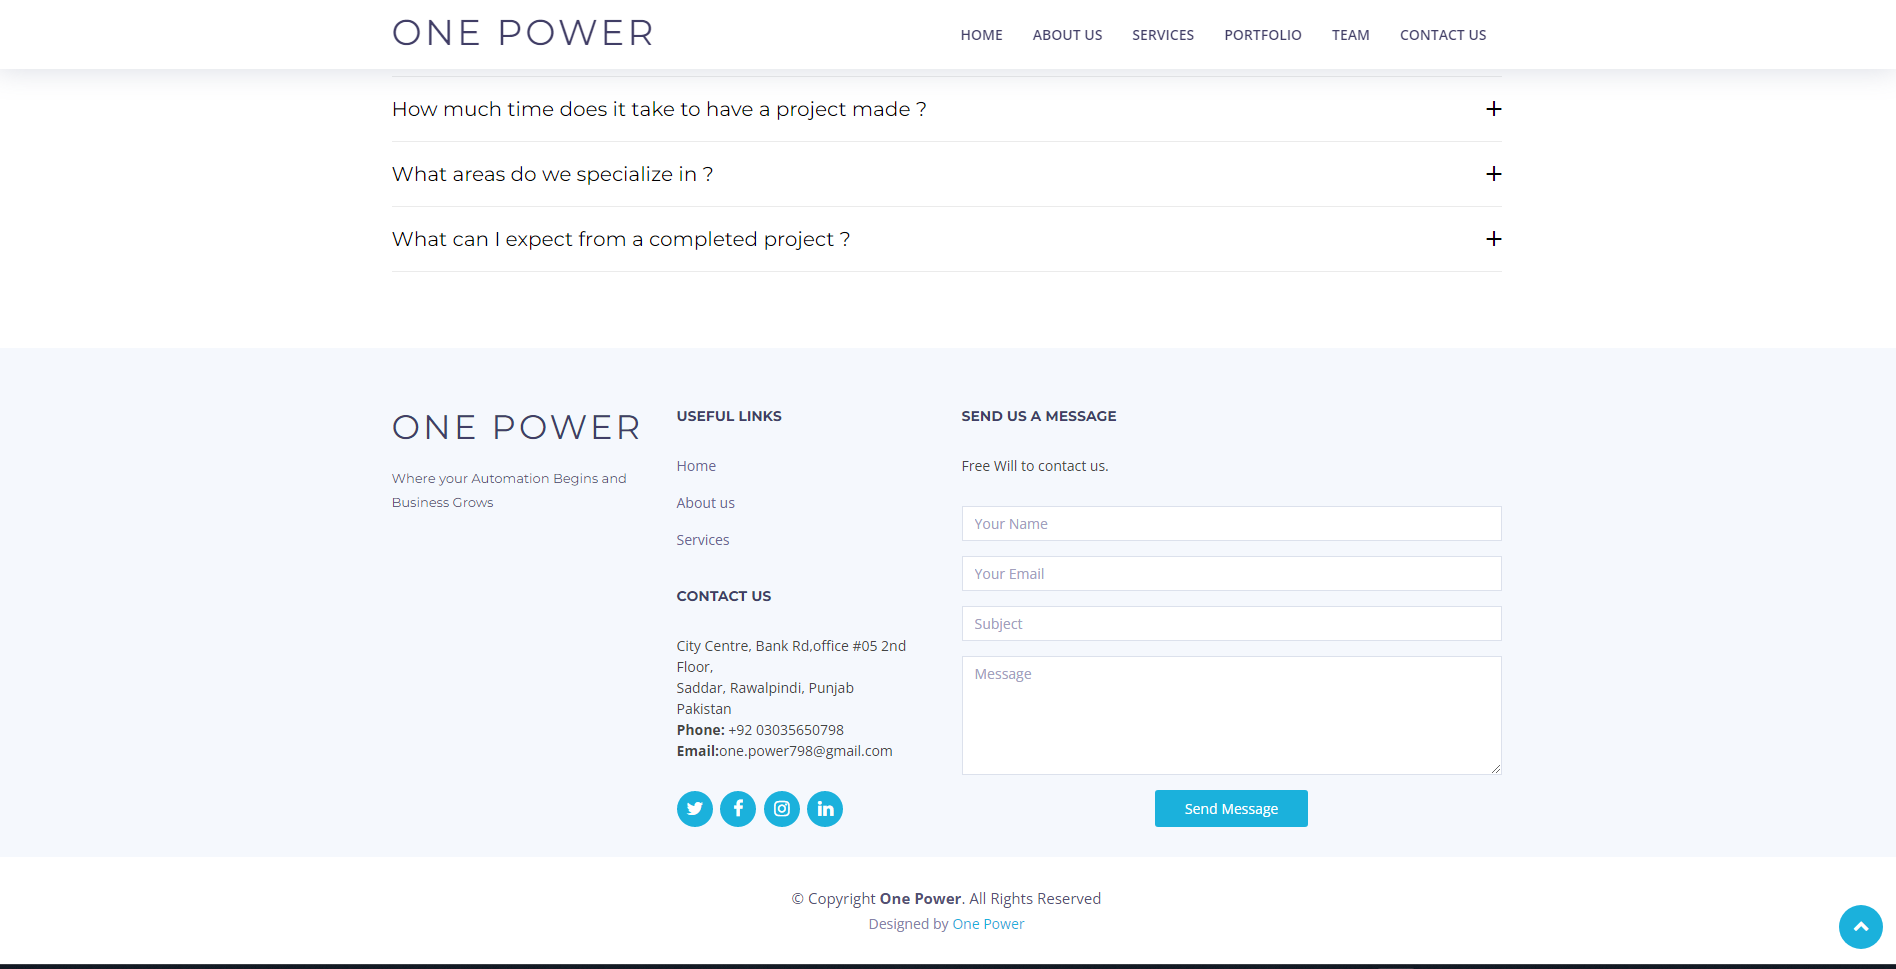 ONE POWER
HOME ABOUT US SERVICES PORTFOLIO TEAM CONTACT US
How much time does it take to have a project made ?
What areas do we specialize in ?
What can I expect from a completed project ?
ONE POWER
Where your Automation Begins and
Business Grows
USEFUL LINKS
Home
About us
Services
CONTACT US
City Centre, Bank Rd,office #05 2nd
Floor,
Saddar, Rawalpindi, Punjab
Pakistan
Phone: +92 03035650798
Email:one.power798@gmail.com
SEND US A MESSAGE
Free Will to contact us.
Your Name
Your Email
Subject
Message
Send Message
© Copyright One Power. All Rights Reserved
Designed by One Power